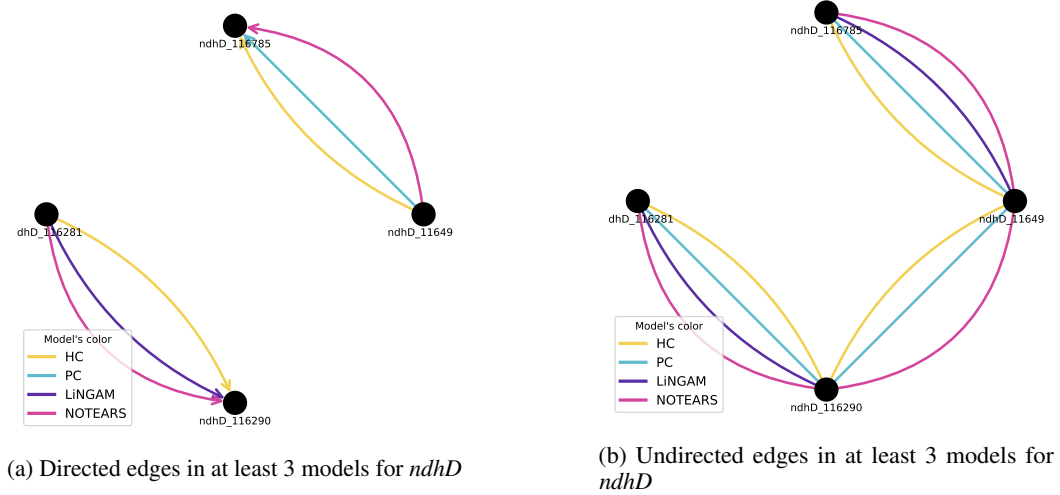 ndhD_116785
dhD_116281
ndhD_11649
Model's color
HC
PC
LiNGAM
NOTEARS
ndhD_116290
(a) Directed edges in at least 3 models for ndhD
ndhD_116785
dhD_116281
ndhD_11649
Model's color
HC
PC
LiNGAM
NOTEARS
ndhD_116290
(b) Undirected edges in at least 3 models for
ndhD